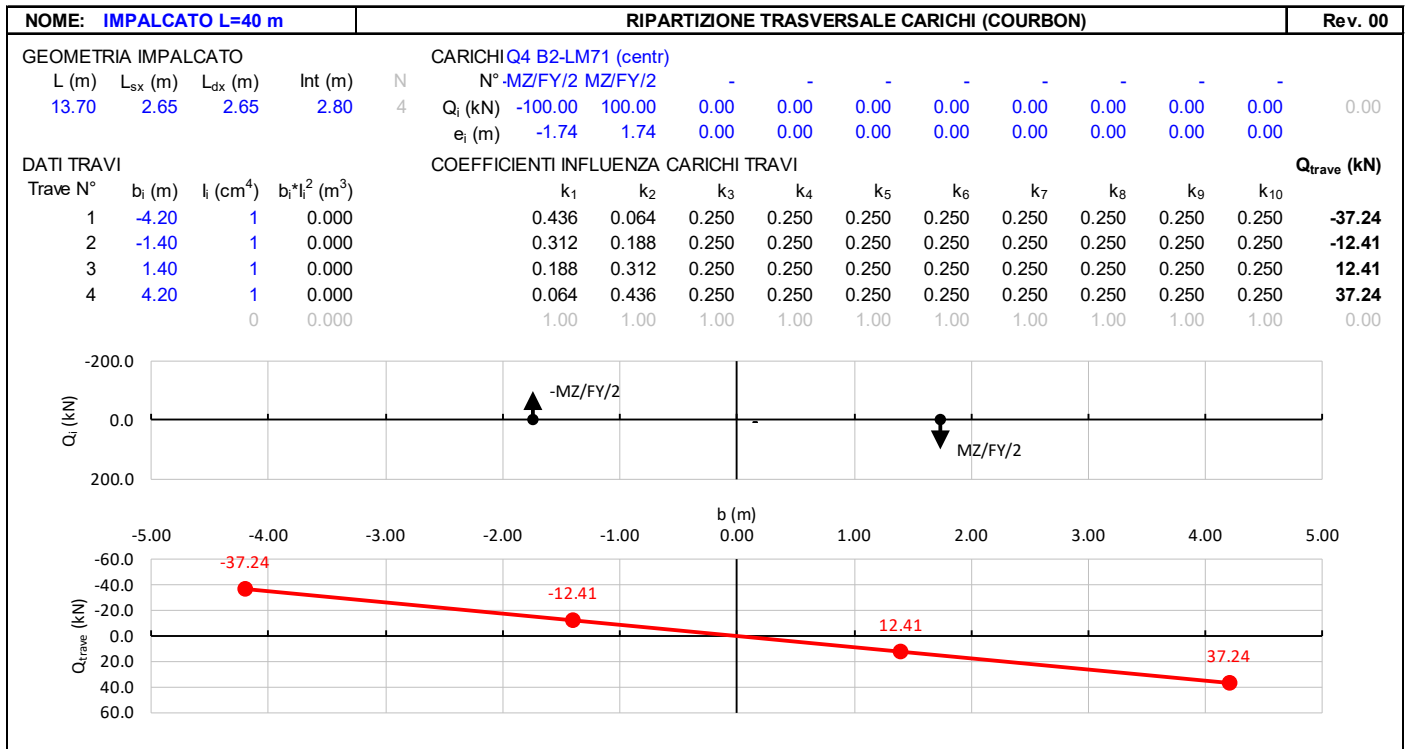 NOME: IMPALCATO L=40 m RIPARTIZIONE TRASVERSALE CARICHI (COURBON) Rev. 00
GEOMETRIA IMPALCATO CARICHI Q4 B2-LM71 (centr)
L (m) Lsx (m) Ldx (m) Int (m) N N° -MZ/FY/2 MZ/FY/2 - - - - - - - -
13.70 2.65 2.65 2.80 4 Qi (kN) -100.00 100.00 0.00 0.00 0.00 0.00 0.00 0.00 0.00 0.00 0.00
ei (m) -1.74 1.74 0.00 0.00 0.00 0.00 0.00 0.00 0.00 0.00
DATI TRAVI COEFFICIENTI INFLUENZA CARICHI TRAVI Qtrave (kN)
Trave N° bi (m) Ii (cm4) bi*Ii2 (m3) k1 k2 k3 k4 k5 k6 k7 k8 k9 k10
1 -4.20 1 0.000 0.436 0.064 0.250 0.250 0.250 0.250 0.250 0.250 0.250 0.250 -37.24
2 -1.40 1 0.000 0.312 0.188 0.250 0.250 0.250 0.250 0.250 0.250 0.250 0.250 -12.41
3 1.40 1 0.000 0.188 0.312 0.250 0.250 0.250 0.250 0.250 0.250 0.250 0.250 12.41
4 4.20 1 0.000 0.064 0.436 0.250 0.250 0.250 0.250 0.250 0.250 0.250 0.250 37.24
0 0.000 1.00 1.00 1.00 1.00 1.00 1.00 1.00 1.00 1.00 1.00 0.00
-200.0
-MZ/FY/2
Qi (kN)
0.0
-
MZ/FY/2
200.0
b (m)
-5.00 -4.00 -3.00 -2.00 -1.00 0.00 1.00 2.00 3.00 4.00 5.00
-60.0
-37.24
-40.0
-12.41
-20.0
Qtrave (kN)
0.0
12.41
20.0
37.24
40.0
60.0